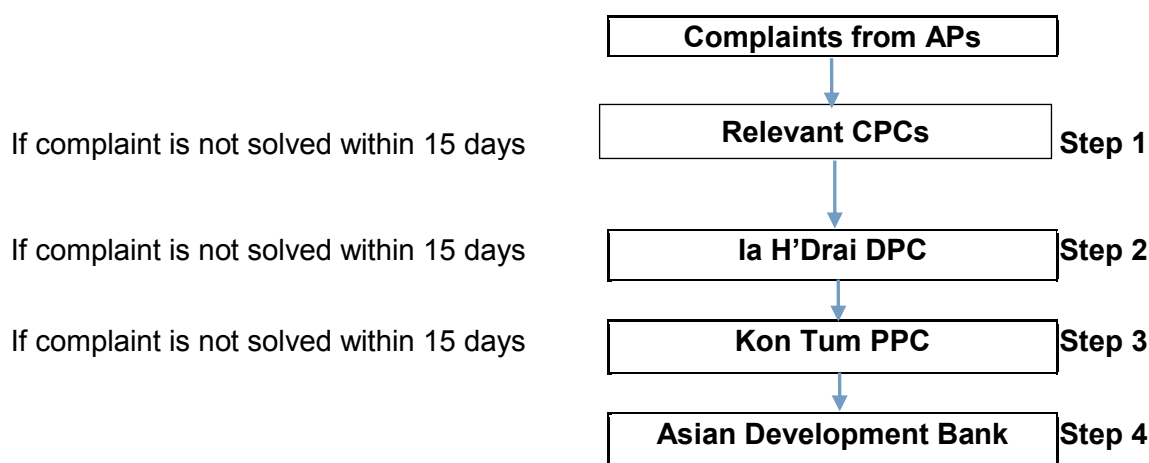 Complaints from APs
If complaint is not solved within 15 days Relevant CPCs Step 1
If complaint is not solved within 15 days Ia H’Drai DPC Step 2
If complaint is not solved within 15 days Kon Tum PPC Step 3
Asian Development Bank Step 4